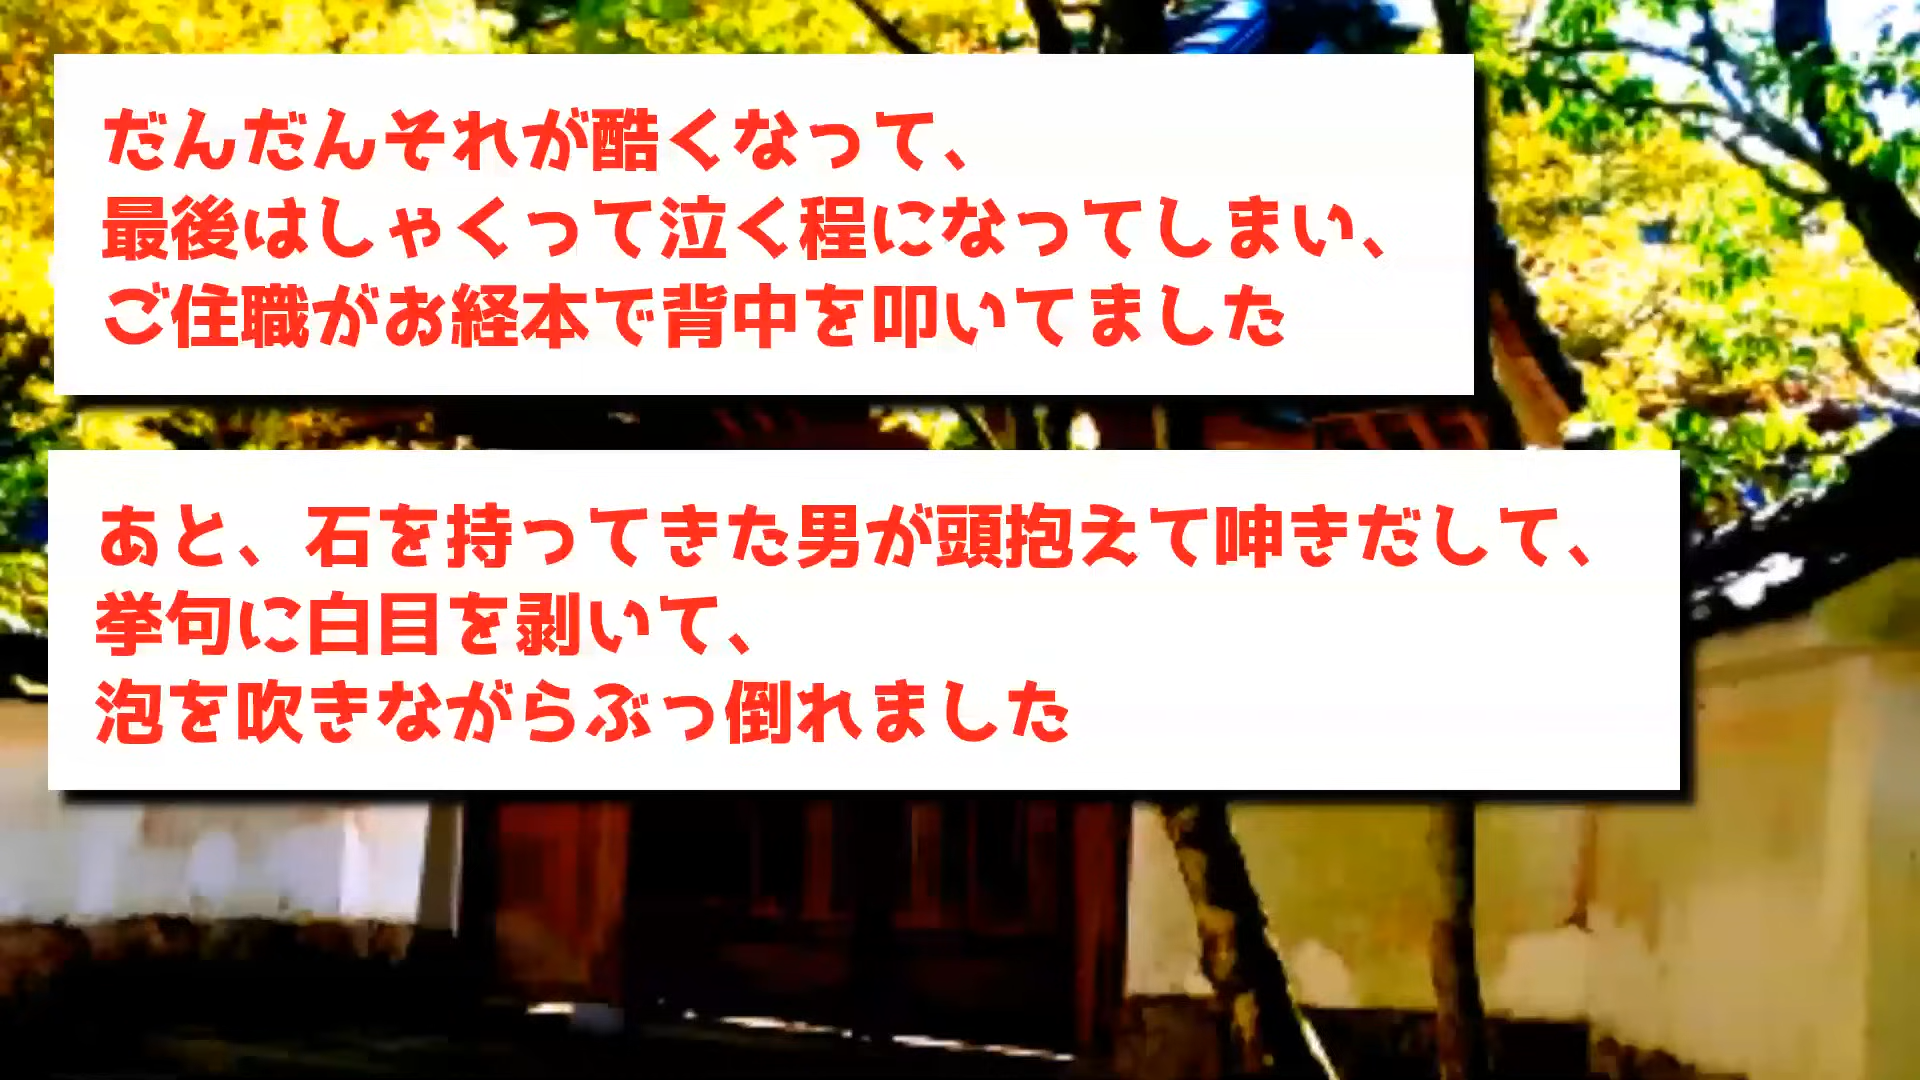 だんだんそれが酷くなって、
最後はしゃくって泣く程になってしまい、
ご住職がお経本で背中を叩いてました
あと、石を持ってきた男が頭抱えて呻きだして、
挙句に白目を剥いて、
泡を吹きながらぶっ倒れました